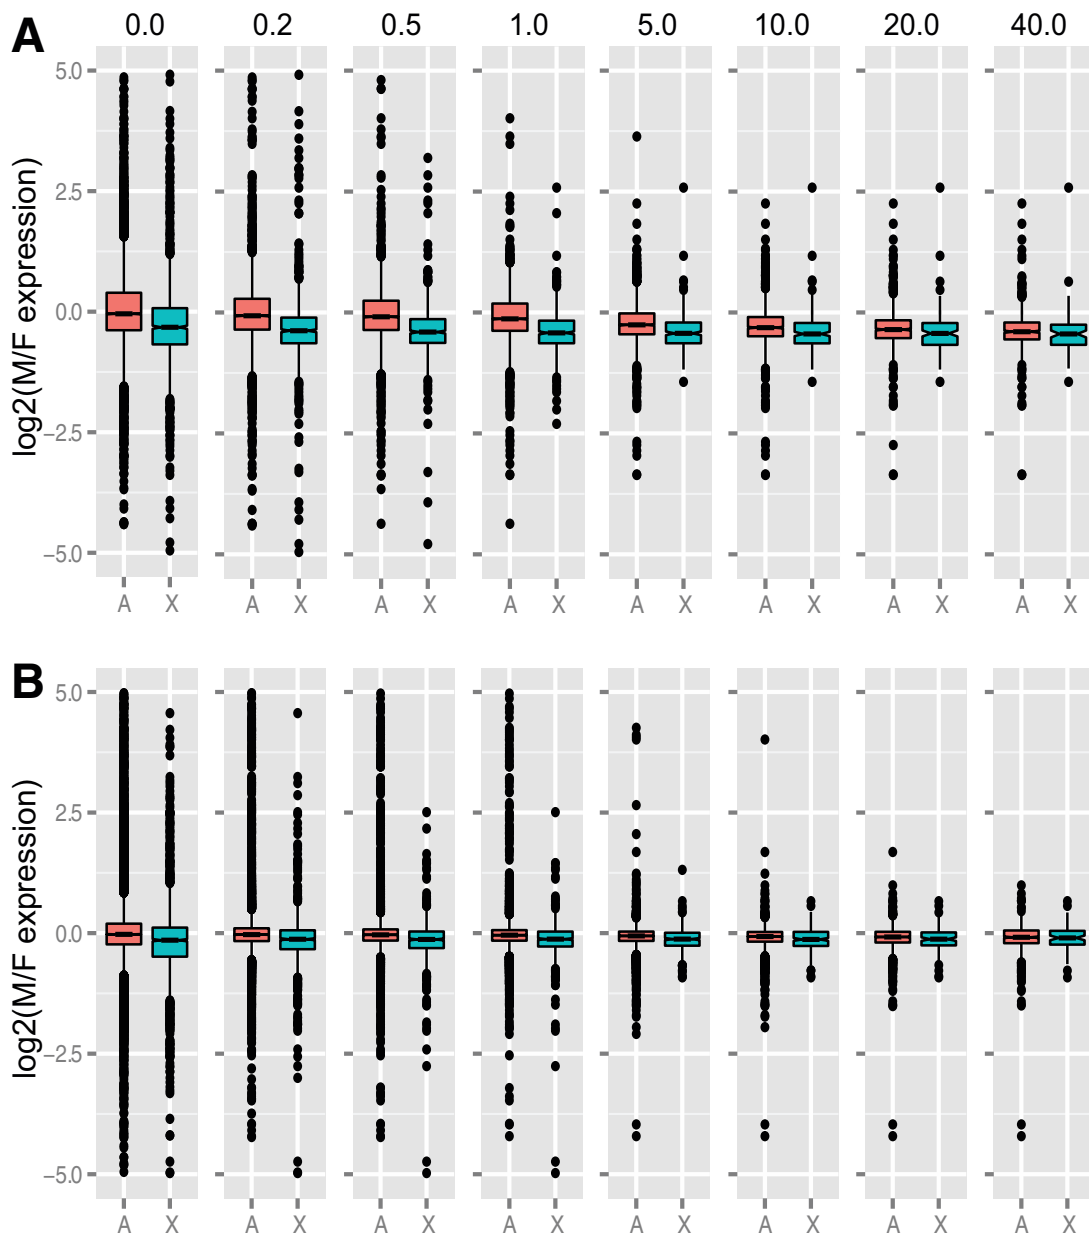 A 0.0 0.2 0.5 1.0 5.0 10.0 20.0 40.0
log2(M/F expression)
5.0
2.5
0.0
−2.5
−5.0
A X A X A X A X A X A X A X A X
B
log2(M/F expression)
5.0
2.5
0.0
−2.5
−5.0
A X A X A X A X A X A X A X A X